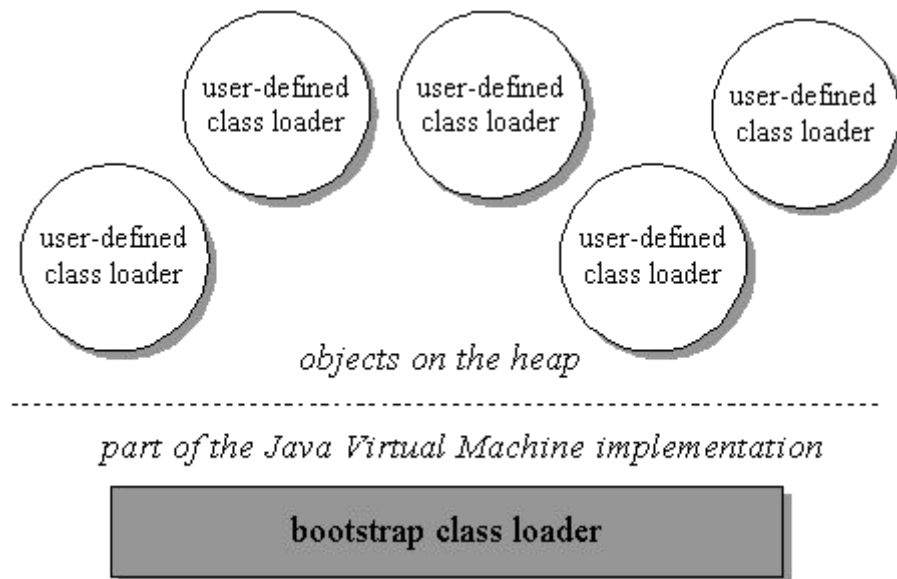 user-defined
class loader
user-defined
class loader
user-defined
class loader
user-defined
class loader
user-defined
class loader
objects on the heap
part of the Java Virtual Machine implementation
bootstrap class loader